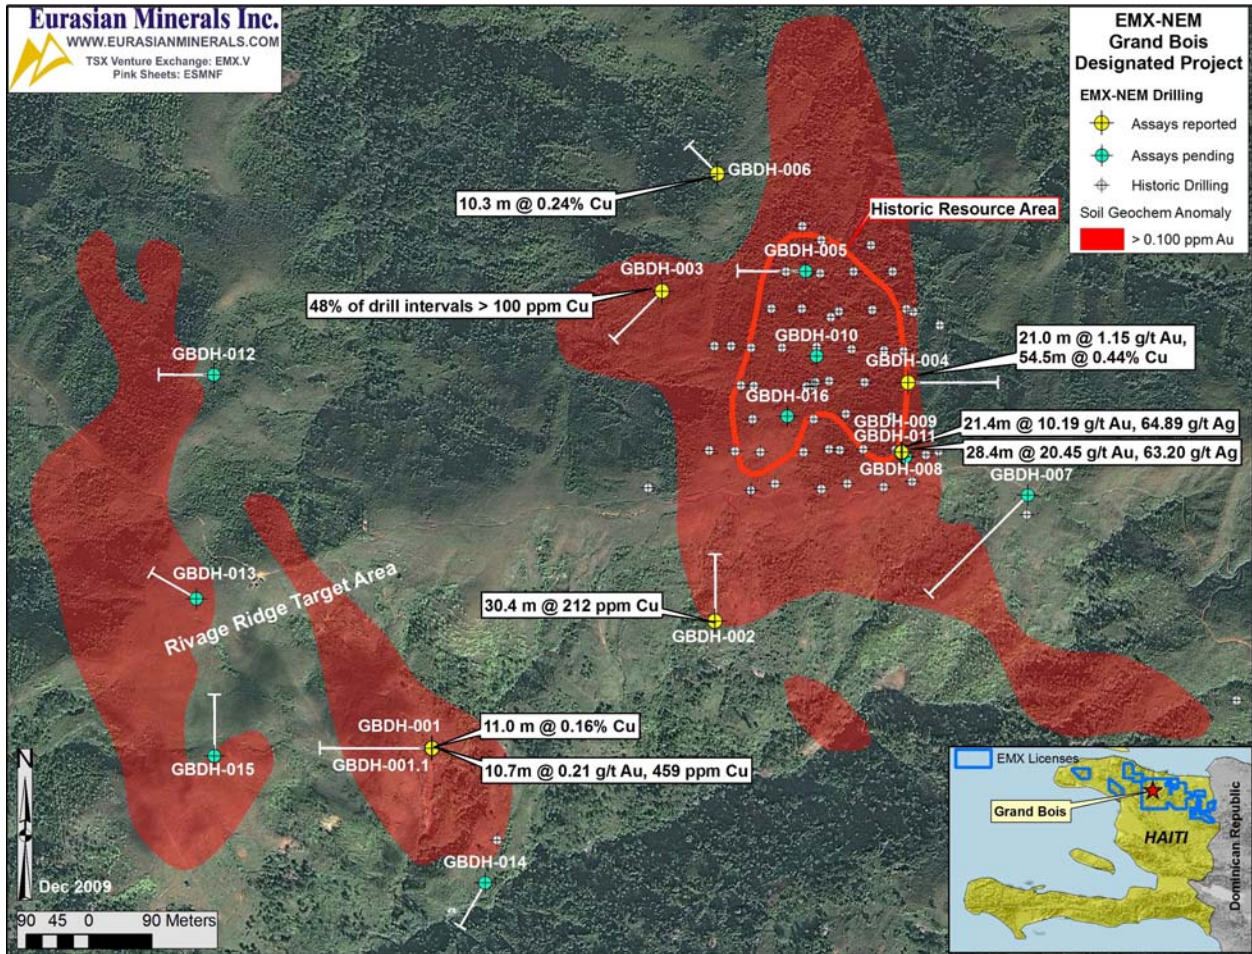 Eurasian Minerals Inc.
WWW.EURASIANMINERALS.COM
TSX Venture Exchange: EMX.V
Pink Sheets: ESMNF
EMX-NEM
Grand Bois
Designated Project
EMX-NEM Drilling
Assays reported
Assays pending
Historic Drilling
Soil Geochem Anomaly
> 0.100 ppm Au
GBDH-006
10.3 m @ 0.24% Cu
Historic Resource Area
GBDH-005
GBDH-003
48% of drill intervals > 100 ppm Cu
GBDH-010
GBDH-012
GBDH-004
21.0 m @ 1.15 g/t Au,
54.5m @ 0.44% Cu
GBDH-016
GBDH-009
GBDH-011
21.4m @ 10.19 g/t Au, 64.89 g/t Ag
28.4m @ 20.45 g/t Au, 63.20 g/t Ag
GBDH-008
GBDH-007
GBDH-013
Rivage Ridge Target Area
30.4 m @ 212 ppm Cu
GBDH-002
GBDH-001
11.0 m @ 0.16% Cu
GBDH-001.1
10.7m @ 0.21 g/t Au, 459 ppm Cu
GBDH-015
GBDH-014
N
Dec 2009
90 45 0 90 Meters
EMX Licenses
Grand Bois
HAITI
Dominican Republic